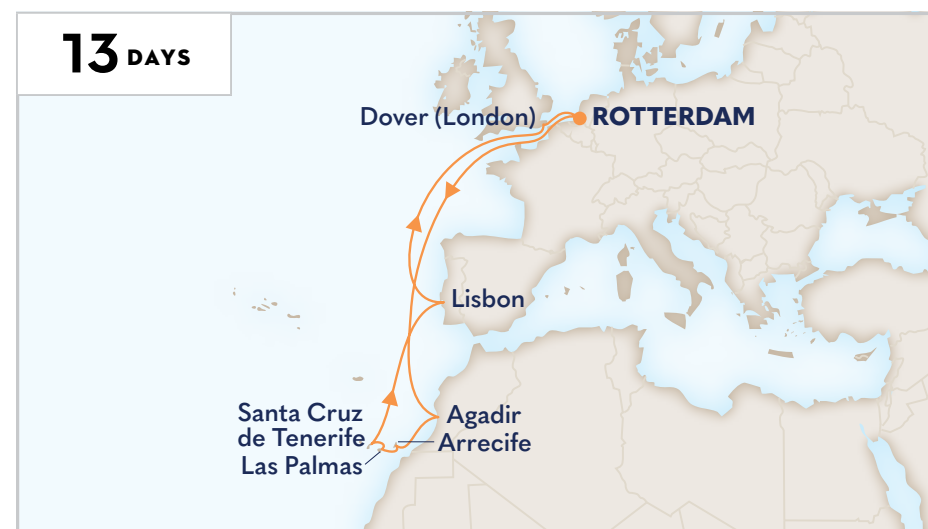 13 DAYS
Dover (London)
ROTTERDAM
Lisbon
Santa Cruz
de Tenerife
Las Palmas
Agadir
Arrecife